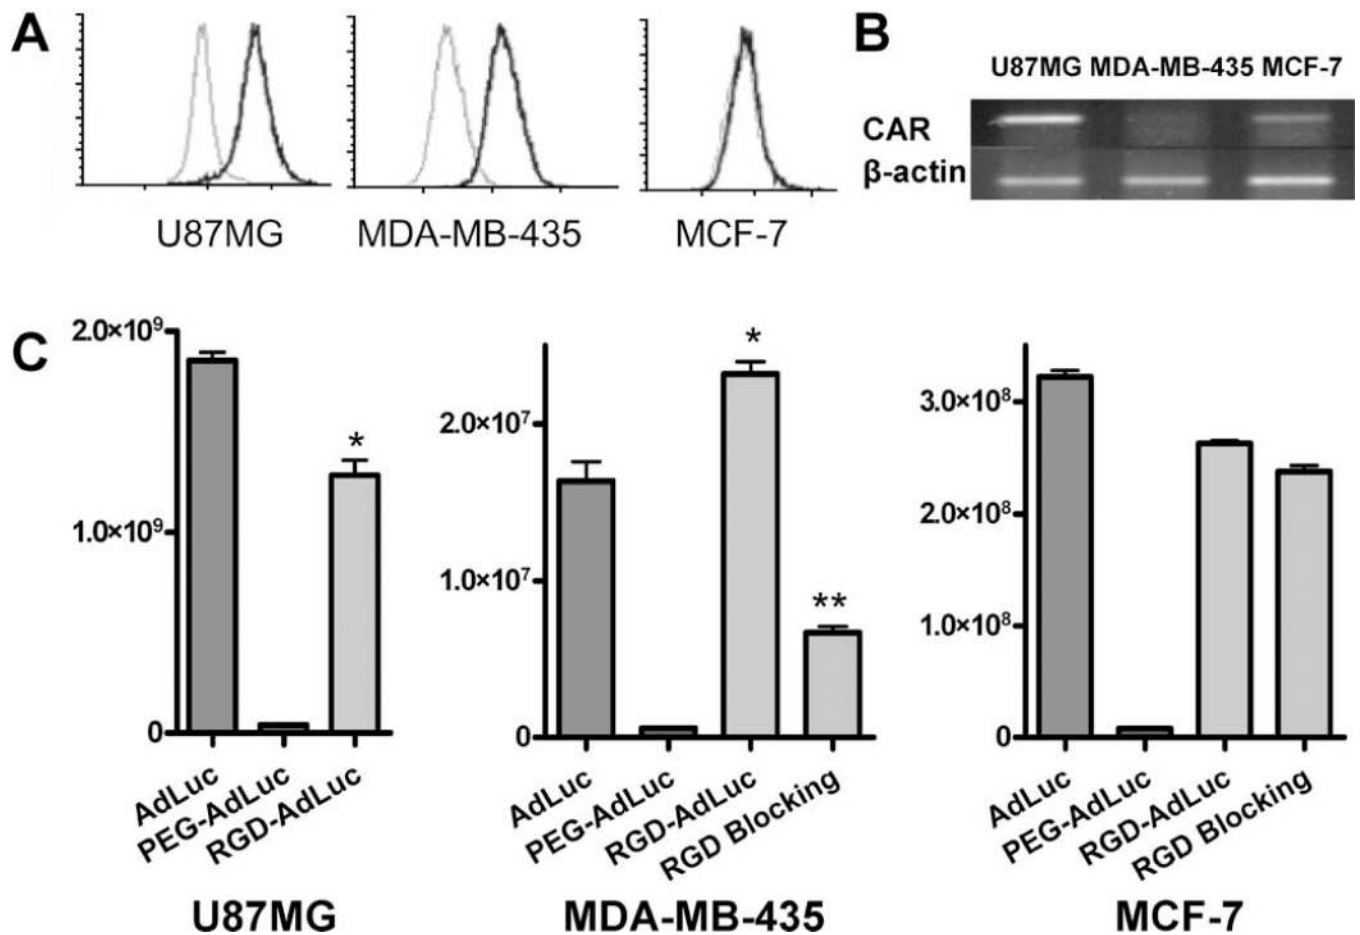 A
U87MG
MDA-MB-435
MCF-7
B
U87MG MDA-MB-435 MCF-7
CAR
β-actin
C
2.0×10⁹
1.0×10⁹
0
*
AdLuc
PEG-AdLuc
RGD-AdLuc
U87MG
2.0×10⁷
1.0×10⁷
0
*
**
AdLuc
PEG-AdLuc
RGD-AdLuc
RGD Blocking
MDA-MB-435
3.0×10⁸
2.0×10⁸
1.0×10⁸
0
AdLuc
PEG-AdLuc
RGD-AdLuc
RGD Blocking
MCF-7